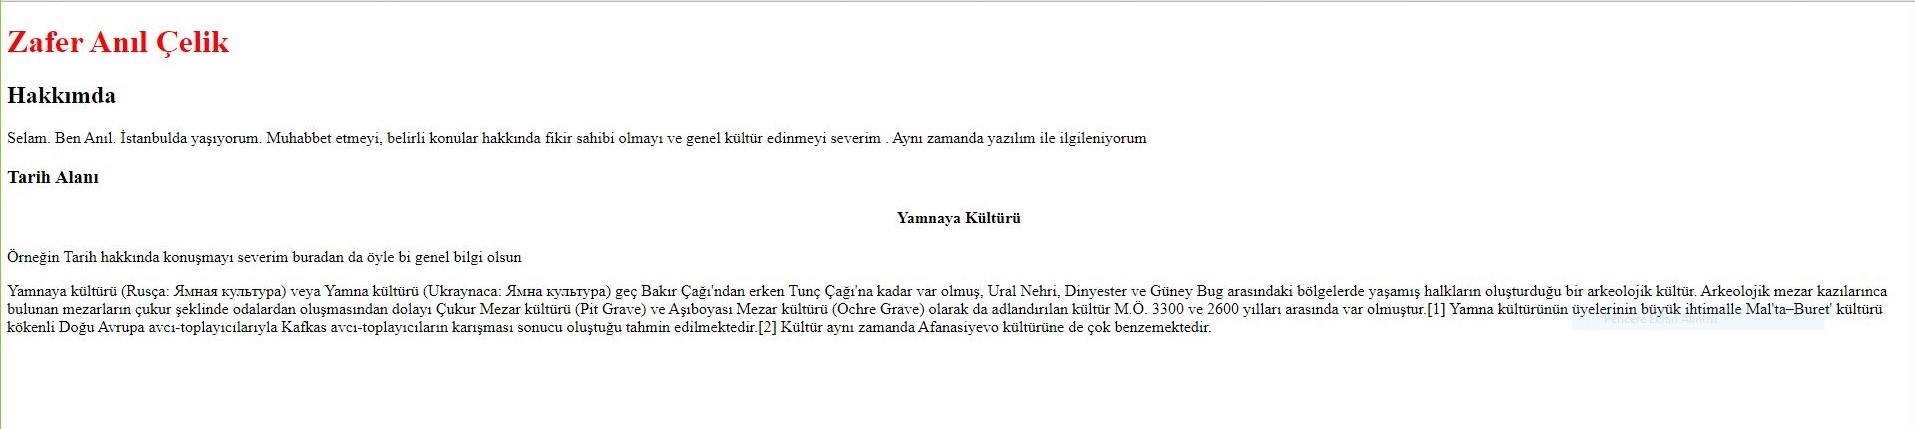 Zafer Anıl Çelik
Hakkımda
Selam. Ben Anıl. İstanbulda yaşıyorum. Muhabbet etmeyi, belirli konular hakkında fikir sahibi olmayı ve genel kültür edinmeyi severim . Aynı zamanda yazılım ile ilgileniyorum
Tarih Alanı
Yamnaya Kültürü
Örneğin Tarih hakkında konuşmayı severim buradan da öyle bi genel bilgi olsun
Yamnaya kültürü (Rusça: Ямная культура) veya Yamna kültürü (Ukraynaca: Ямна культура) geç Bakır Çağı'ndan erken Tunç Çağı'na kadar var olmuş, Ural Nehri, Dinyester ve Güney Bug arasındaki bölgelerde yaşamış halkların oluşturduğu bir arkeolojik kültür. Arkeolojik mezar kazılarınca
bulunan mezarların çukur şeklinde odalardan oluşmasından dolayı Çukur Mezar kültürü (Pit Grave) ve Aşıboyası Mezar kültürü (Ochre Grave) olarak da adlandırılan kültür M.Ö. 3300 ve 2600 yılları arasında var olmuştur.[1] Yamna kültürünün üyelerinin büyük ihtimalle Mal'ta–Buret' kültürü
Pencere Ekran Alıntısı
kökenli Doğu Avrupa avcı-toplayıcılarıyla Kafkas avcı-toplayıcıların karışması sonucu oluştuğu tahmin edilmektedir.[2] Kültür aynı zamanda Afanasiyevo kültürüne de çok benzemektedir.